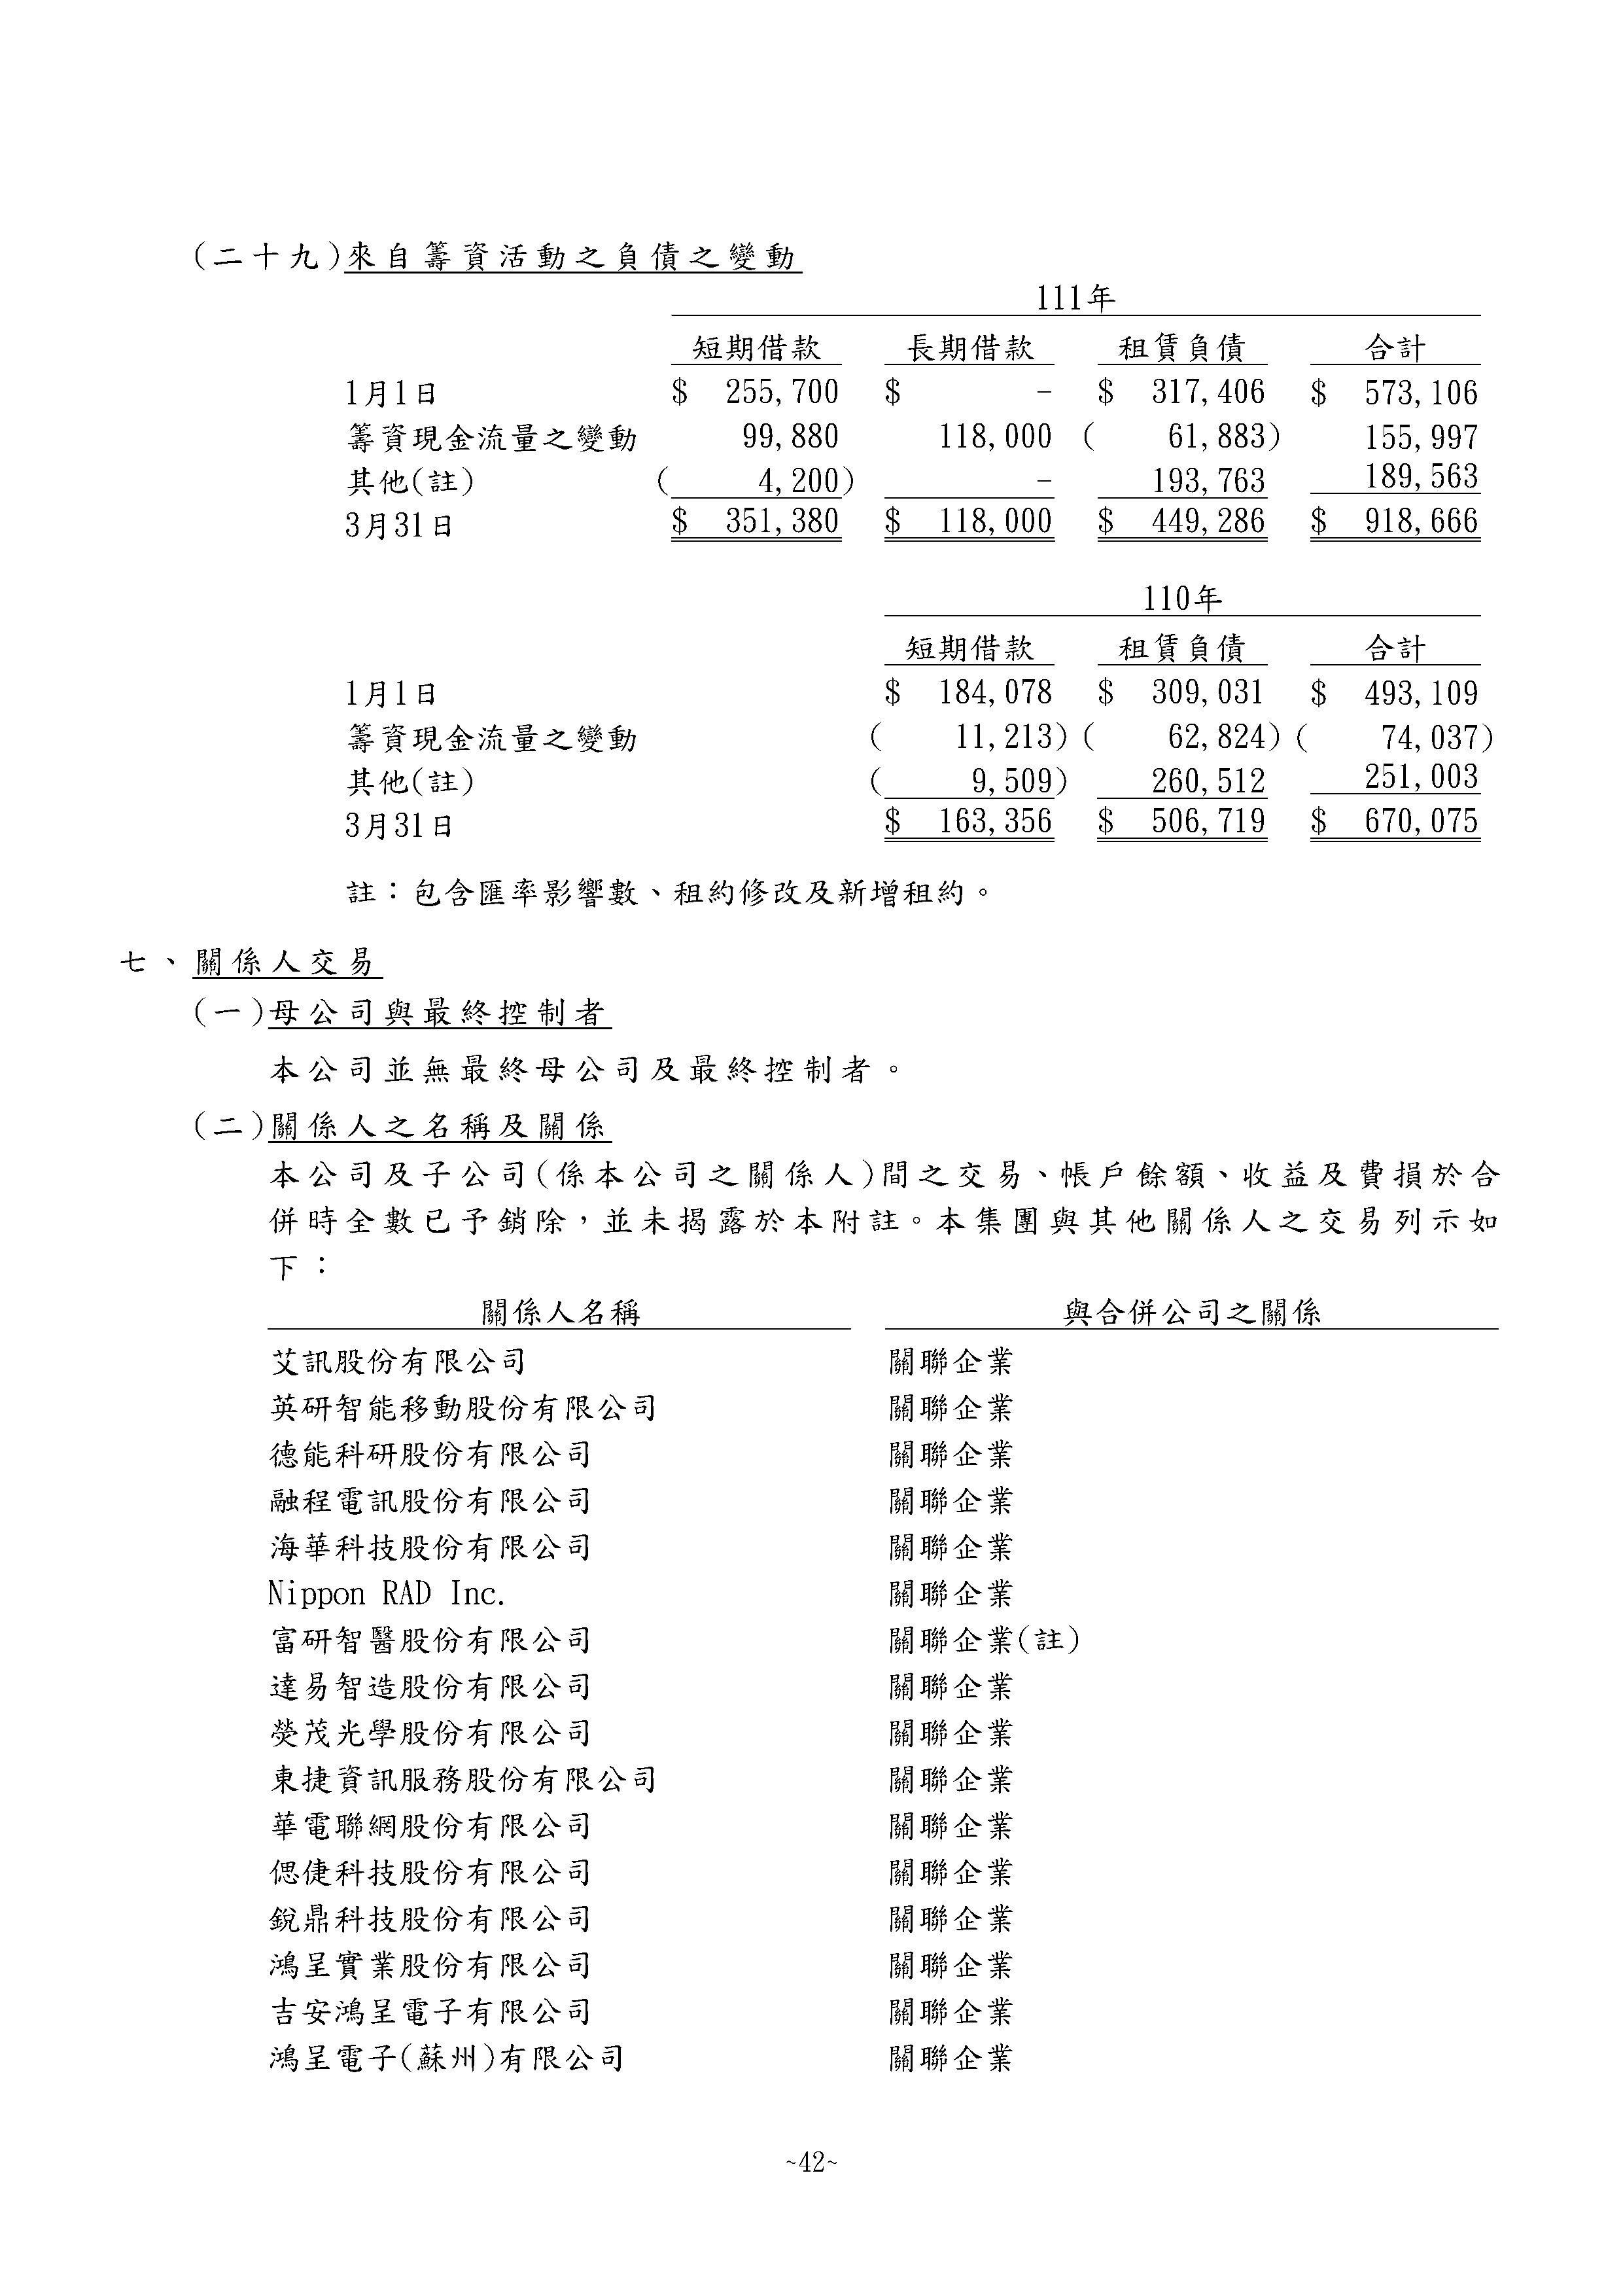 (二十九)來自籌資活動之負債之變動
111年
短期借款 長期借款 租賃負債 合計
1月1日 $ 255,700 $ - $ 317,406 $ 573,106
籌資現金流量之變動 99,880 118,000 ( 61,883) 155,997
其他(註) ( 4,200) - 193,763 189,563
3月31日 $ 351,380 $ 118,000 $ 449,286 $ 918,666
110年
短期借款 租賃負債 合計
1月1日 $ 184,078 $ 309,031 $ 493,109
籌資現金流量之變動 ( 11,213) ( 62,824) ( 74,037)
其他(註) ( 9,509) 260,512 251,003
3月31日 $ 163,356 $ 506,719 $ 670,075
註：包含匯率影響數、租約修改及新增租約。
七、關係人交易
(一)母公司與最終控制者
本公司並無最終母公司及最終控制者。
(二)關係人之名稱及關係
本公司及子公司(係本公司之關係人)間之交易、帳戶餘額、收益及費損於合
併時全數已予銷除，並未揭露於本附註。本集團與其他關係人之交易列示如
下：
關係人名稱 與合併公司之關係
艾訊股份有限公司 關聯企業
英研智能移動股份有限公司 關聯企業
德能科研股份有限公司 關聯企業
融程電訊股份有限公司 關聯企業
海華科技股份有限公司 關聯企業
Nippon RAD Inc. 關聯企業
富研智醫股份有限公司 關聯企業(註)
達易智造股份有限公司 關聯企業
熒茂光學股份有限公司 關聯企業
東捷資訊服務股份有限公司 關聯企業
華電聯網股份有限公司 關聯企業
偲倢科技股份有限公司 關聯企業
銳鼎科技股份有限公司 關聯企業
鴻呈實業股份有限公司 關聯企業
吉安鴻呈電子有限公司 關聯企業
鴻呈電子(蘇州)有限公司 關聯企業
~42~